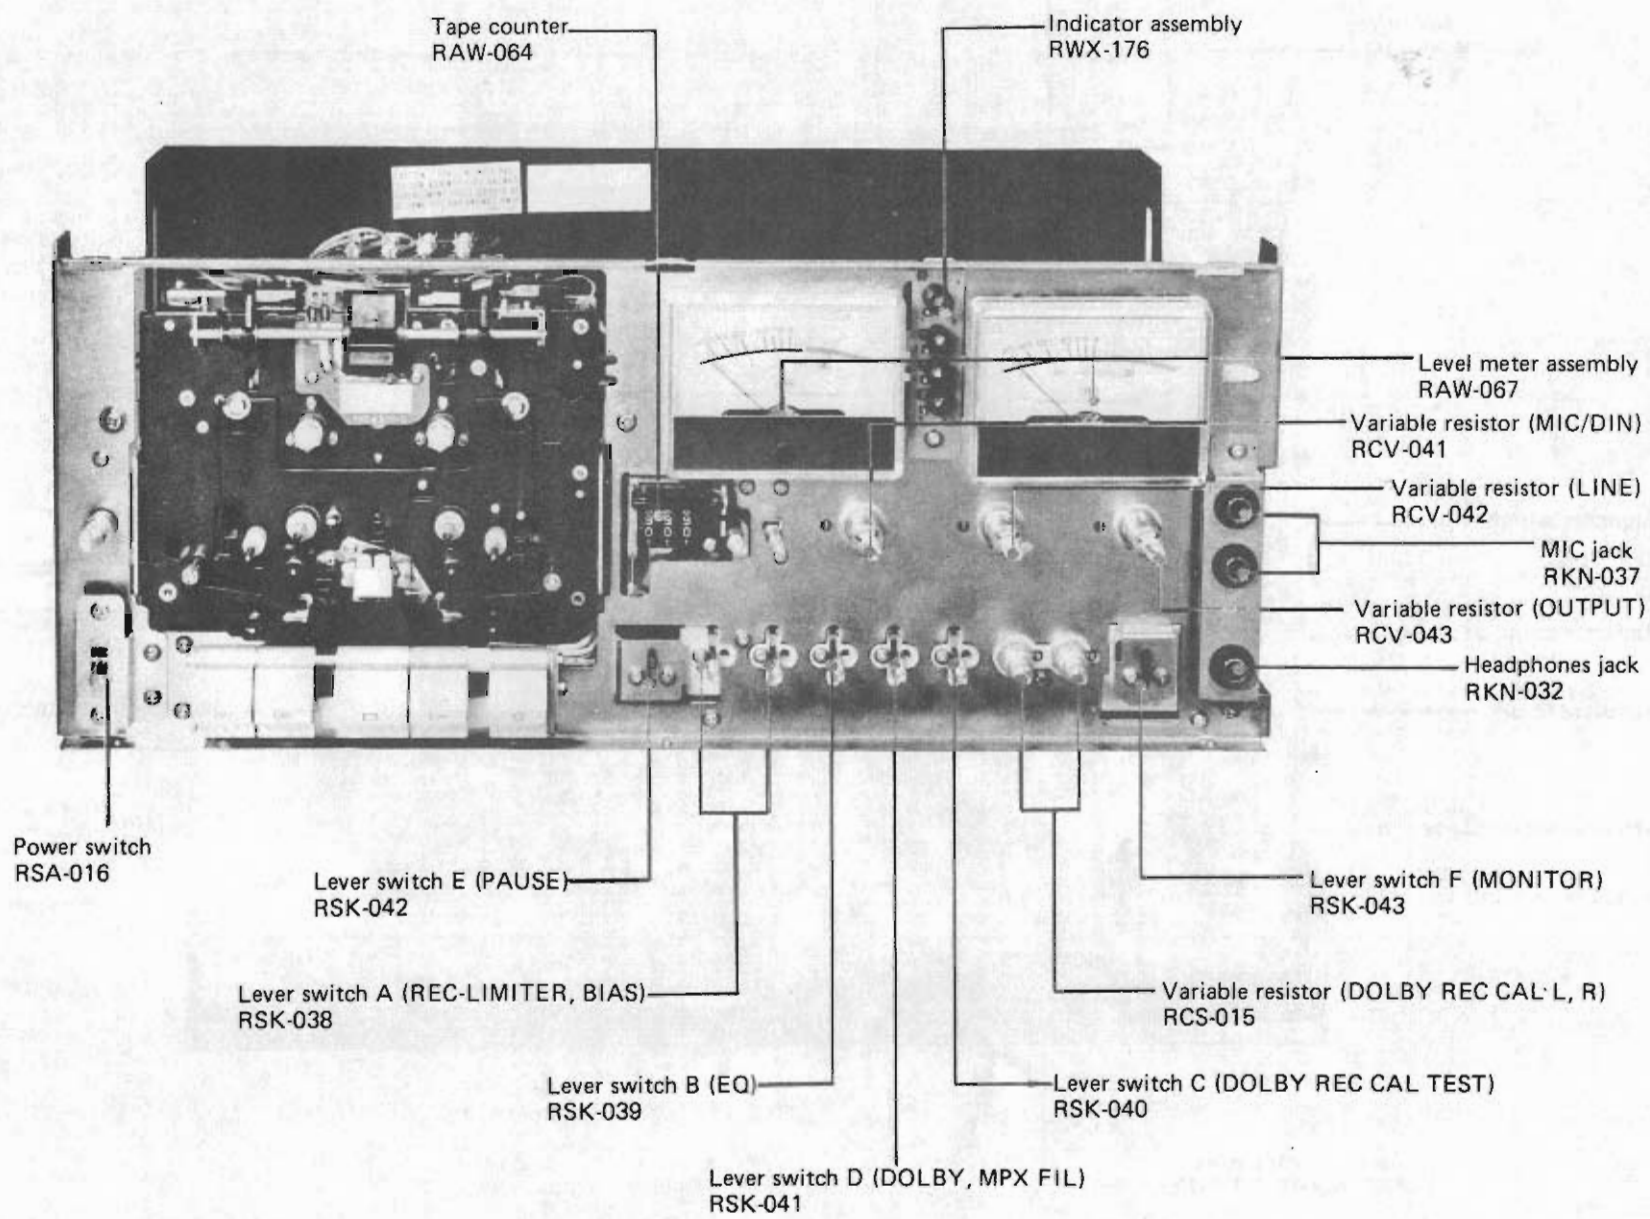 Tape counter
RAW-064
Indicator assembly
RWX-176
Level meter assembly
RAW-067
Variable resistor (MIC/DIN)
RCV-041
Variable resistor (LINE)
RCV-042
MIC jack
RKN-037
Variable resistor (OUTPUT)
RCV-043
Headphones jack
RKN-032
Power switch
RSA-016
Lever switch E (PAUSE)
RSK-042
Lever switch F (MONITOR)
RSK-043
Lever switch A (REC-LIMITER, BIAS)
RSK-038
Variable resistor (DOLBY REC CAL L, R)
RCS-015
Lever switch B (EQ)
RSK-039
Lever switch C (DOLBY REC CAL TEST)
RSK-040
Lever switch D (DOLBY, MPX FIL)
RSK-041